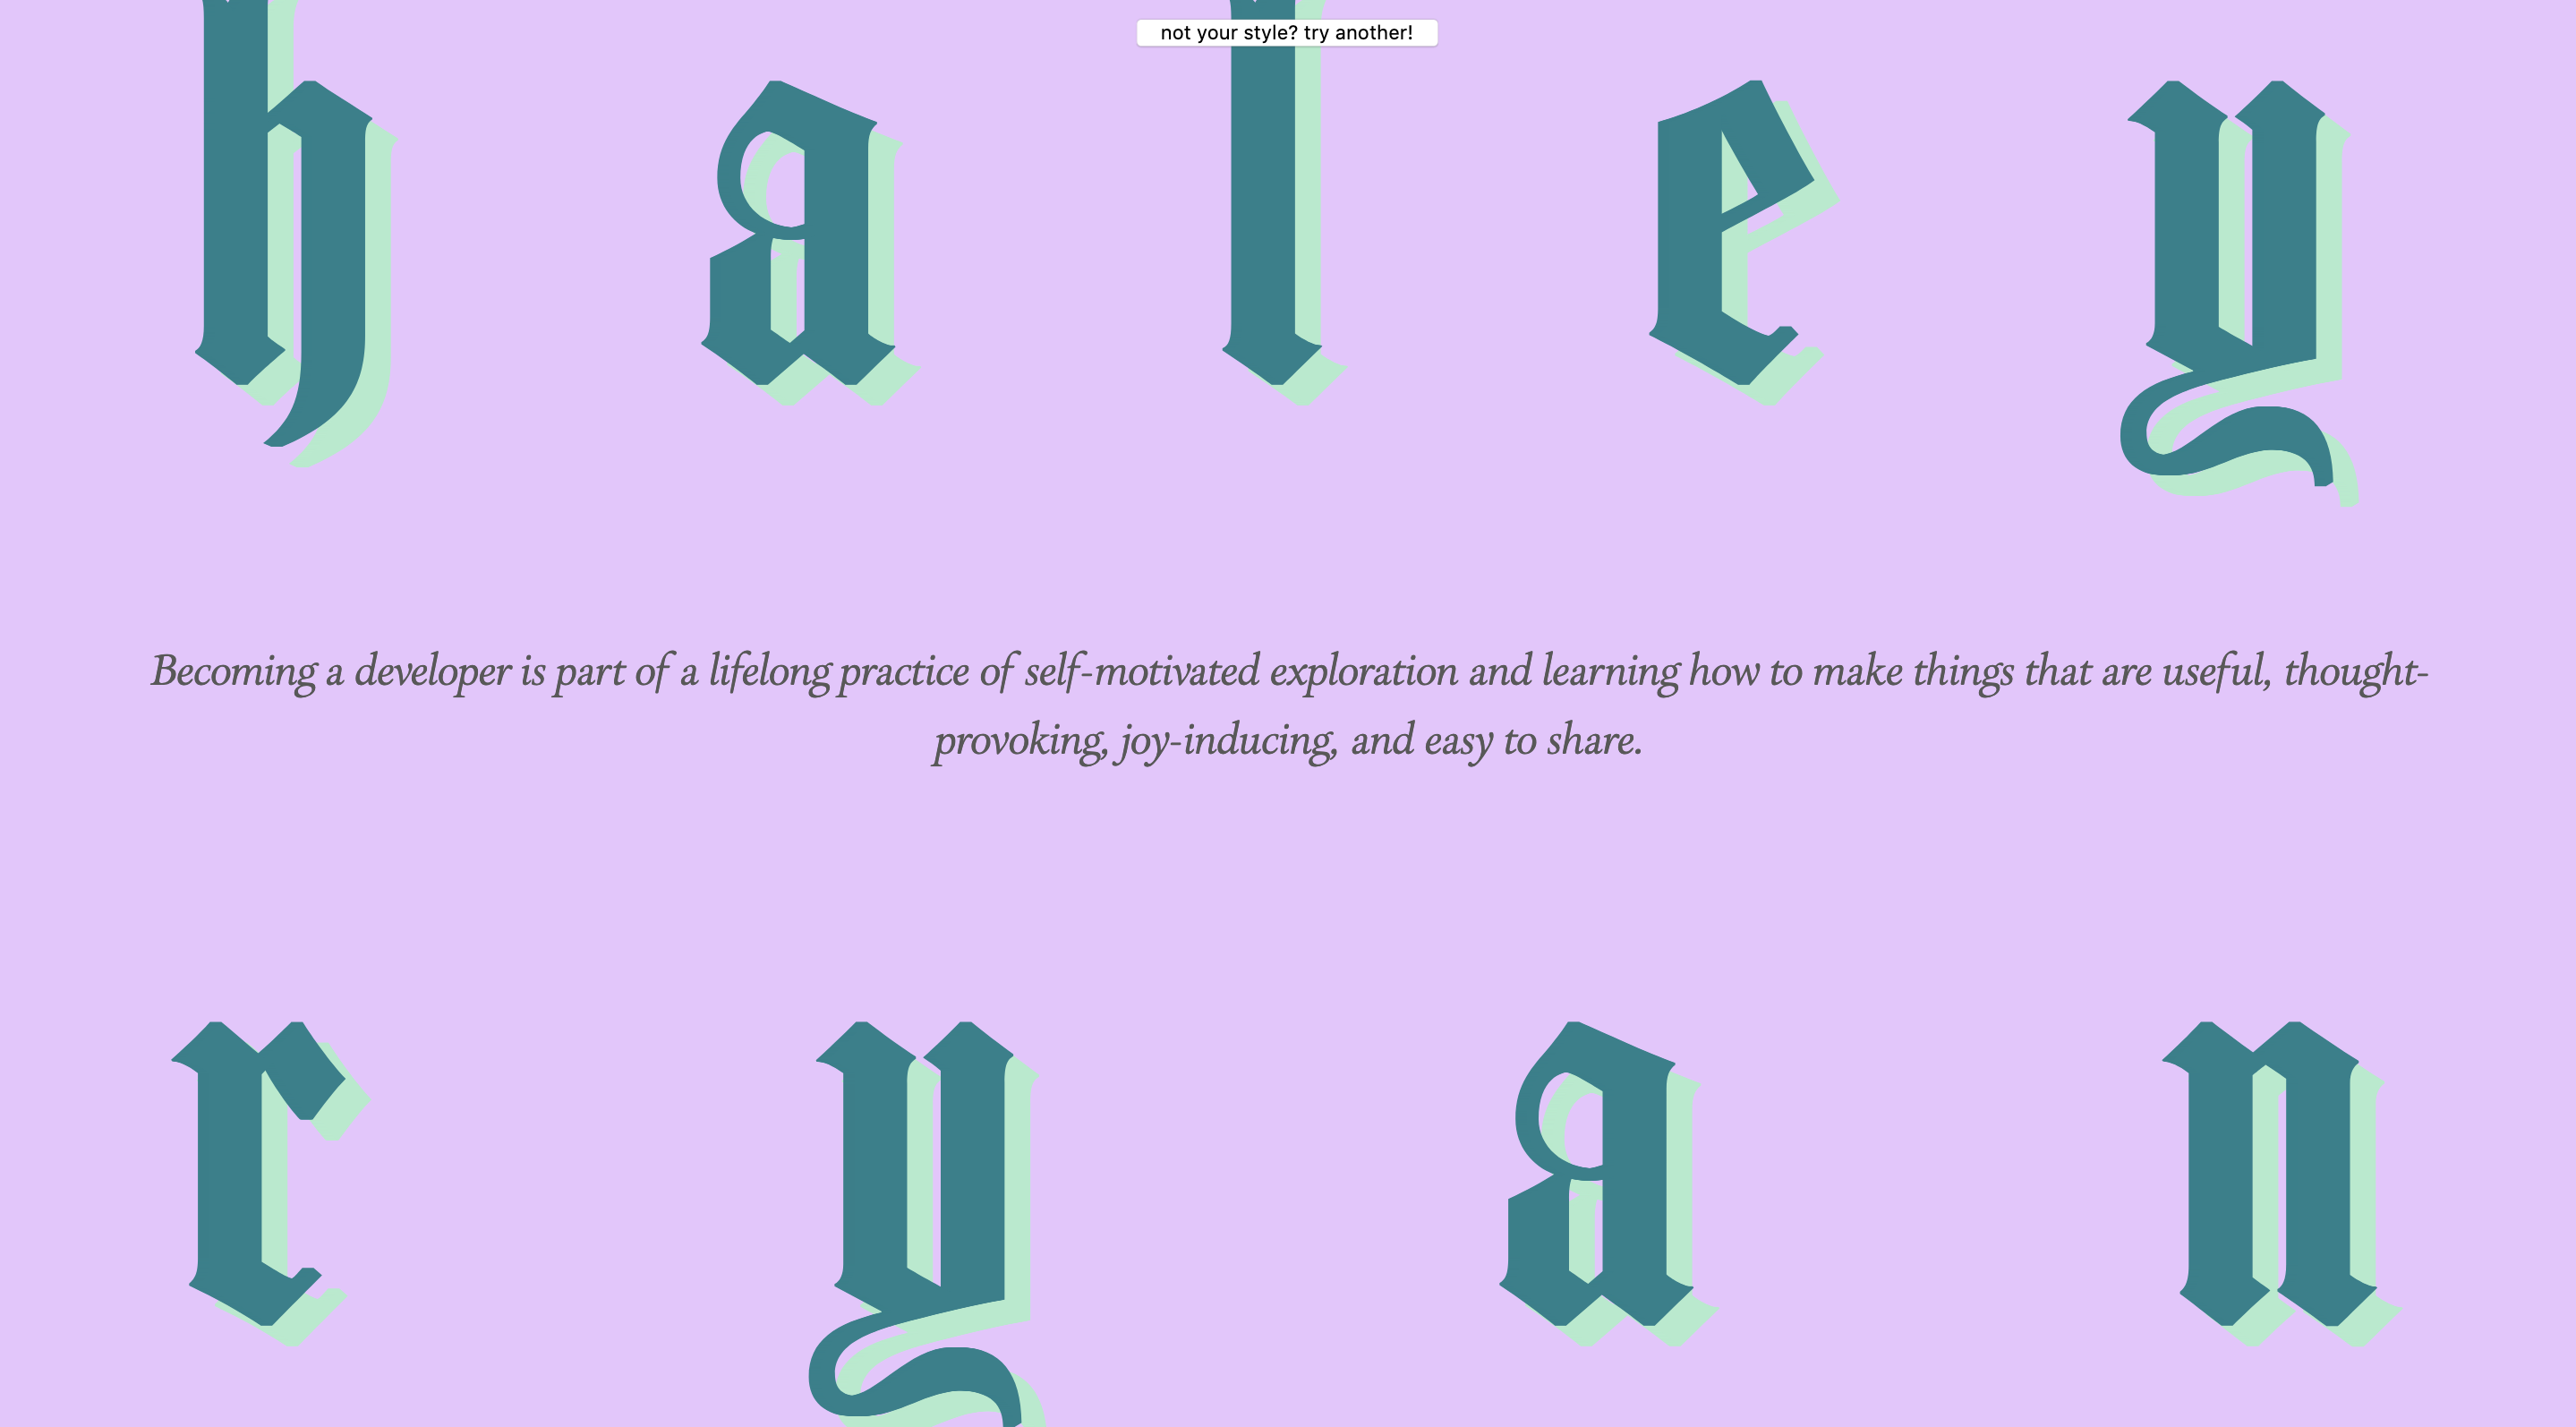 not your style? try another!
h a l e y
Becoming a developer is part of a lifelong practice of self-motivated exploration and learning how to make things that are useful, thought-
provoking, joy-inducing, and easy to share.
r y a n